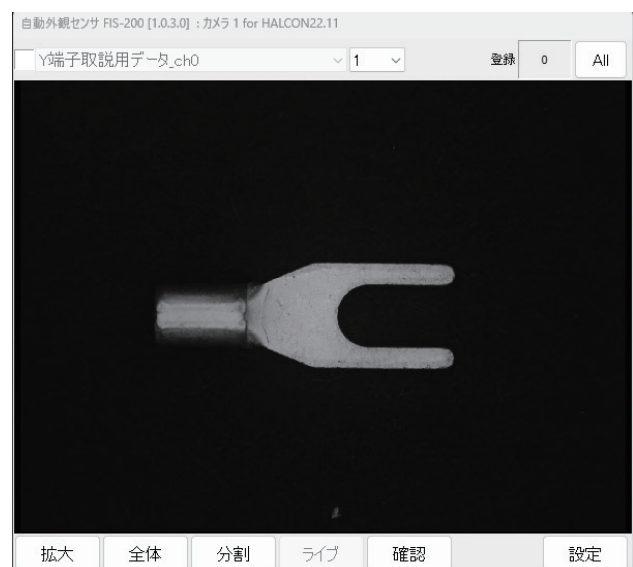 自動外観センサ FIS-200 [1.0.3.0] : カメラ 1 for HALCON22.11
Y端子取説用データ_ch0 1 登録 0 All
拡大 全体 分割 ライブ 確認 設定